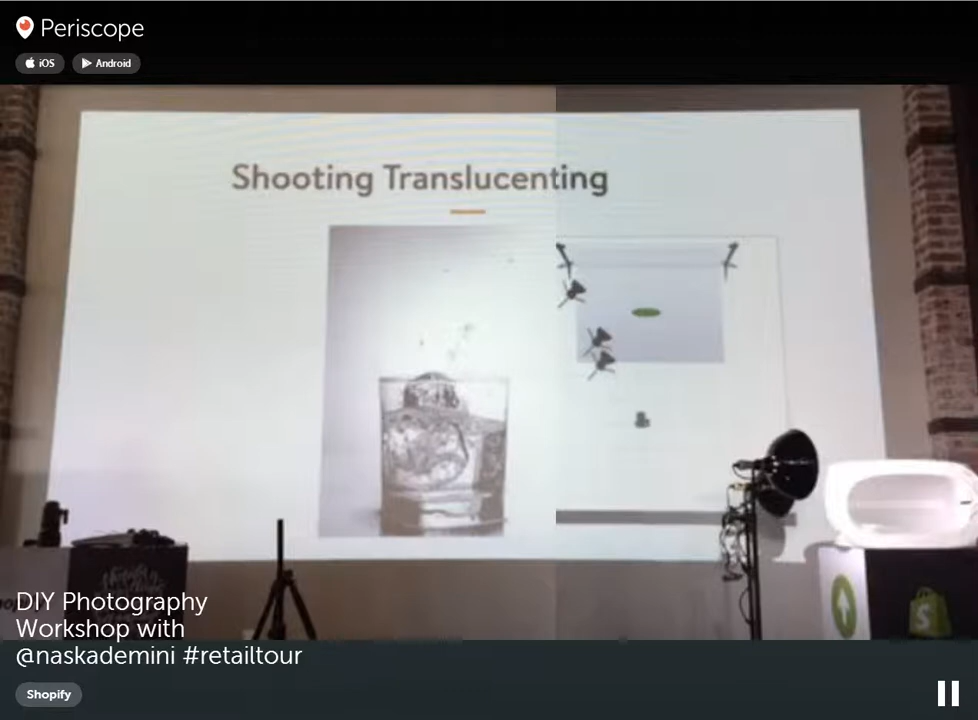 Periscope
iOS
Android
Shooting Translucenting
DIY Photography
Workshop with
@naskademini #retailtour
Shopify